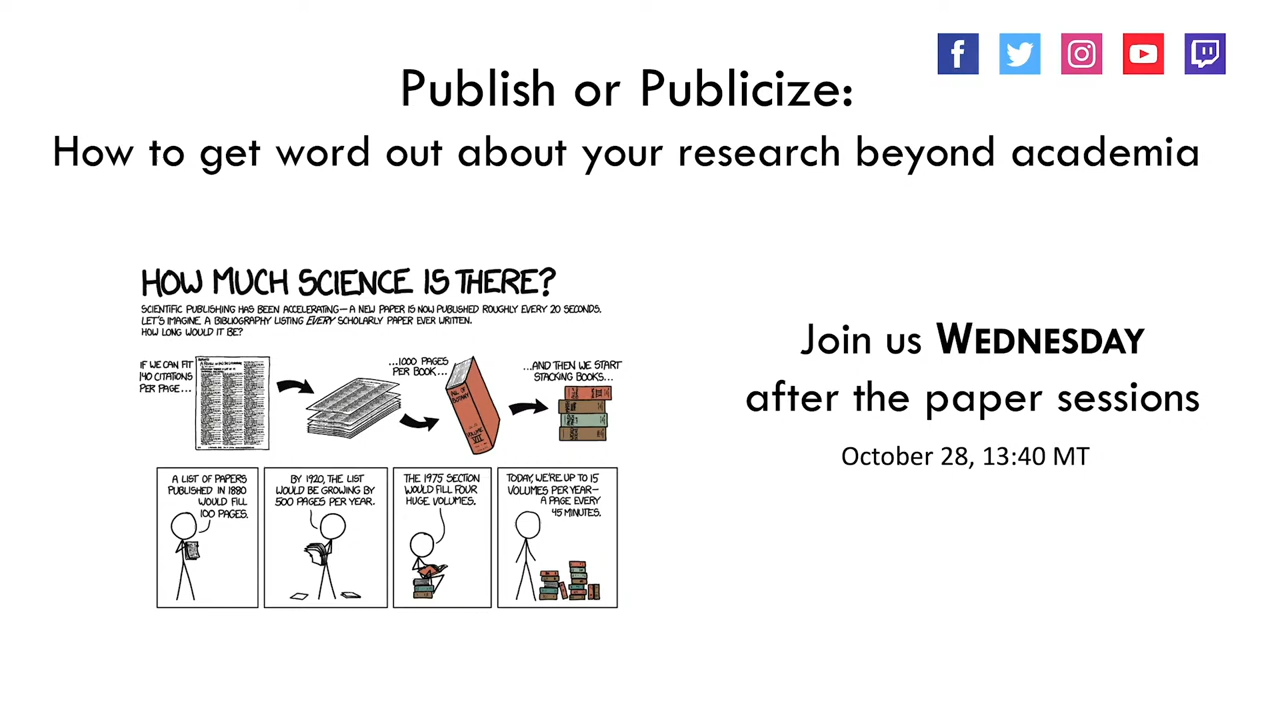 Publish or Publicize:
How to get word out about your research beyond academia
HOW MUCH SCIENCE IS THERE?
SCIENTIFIC PUBLISHING HAS BEEN ACCELERATING—A NEW PAPER IS NOW PUBLISHED ROUGHLY EVERY 20 SECONDS.
LET'S IMAGINE A BIBLIOGRAPHY LISTING EVERY SCHOLARLY PAPER EVER WRITTEN.
HOW LONG WOULD IT BE?
IF WE CAN FIT
140 CITATIONS
PER PAGE...
...1000 PAGES
PER BOOK...
VOLUME
VII
...AND THEN WE START
STACKING BOOKS...
A LIST OF PAPERS
PUBLISHED IN 1880
WOULD FILL
100 PAGES.
BY 1920, THE LIST
WOULD BE GROWING BY
500 PAGES PER YEAR.
THE 1975 SECTION
WOULD FILL FOUR
HUGE VOLUMES.
TODAY, WE'RE UP TO 15
VOLUMES PER YEAR—
A PAGE EVERY
45 MINUTES.
Join us WEDNESDAY
after the paper sessions
October 28, 13:40 MT